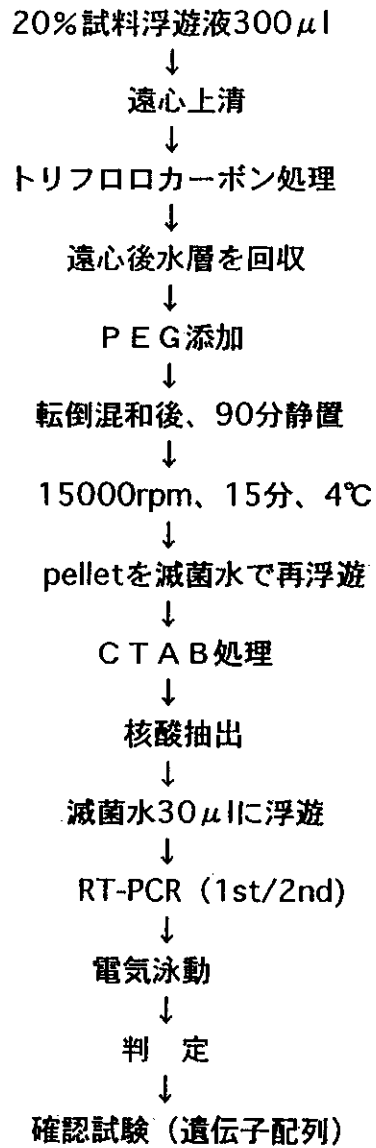 20%試料浮遊液300μl
↓
遠心上清
↓
トリフロロカーボン処理
↓
遠心後水層を回収
↓
ＰＥＧ添加
↓
転倒混和後、90分静置
↓
15000rpm、15分、4℃
↓
pelletを滅菌水で再浮遊
↓
ＣＴＡＢ処理
↓
核酸抽出
↓
滅菌水30μlに浮遊
↓
RT-PCR（1st/2nd)
↓
電気泳動
↓
判　定
↓
確認試験（遺伝子配列）